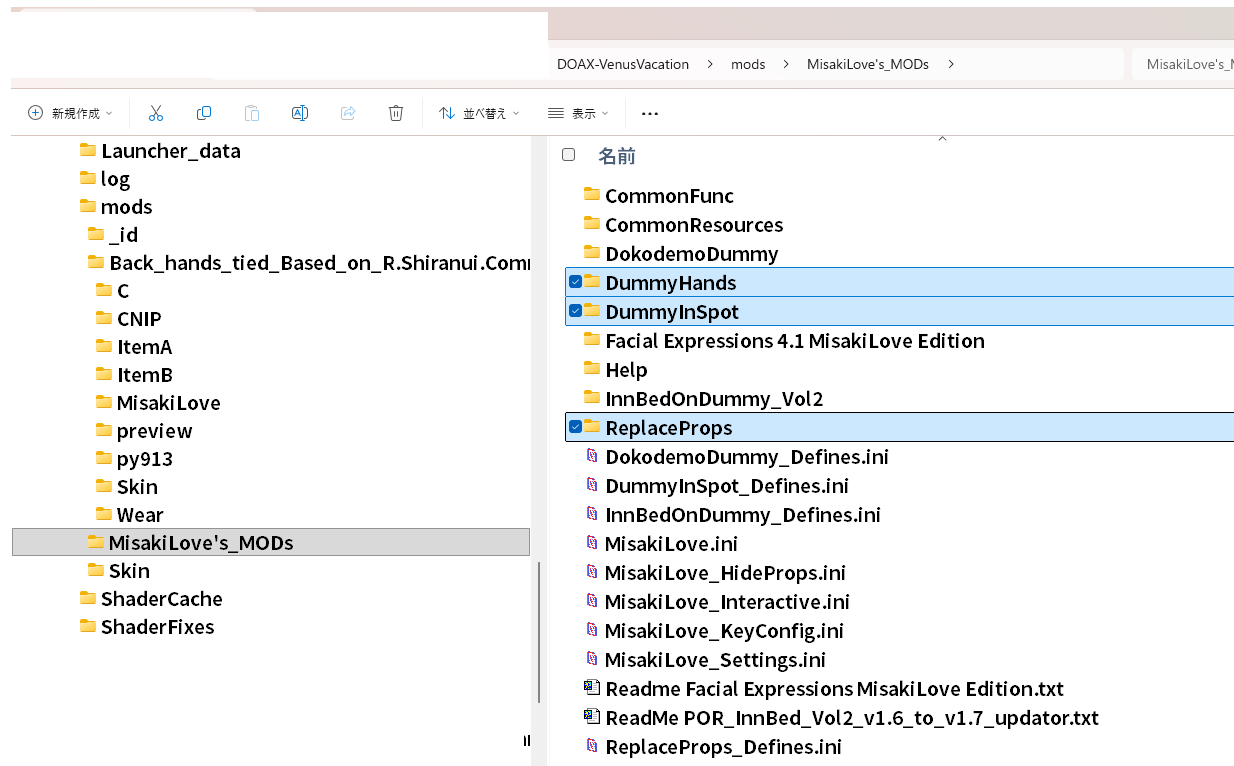 DOAX-VenusVacation > mods > MisakiLove's_MODs >
新規作成 並べ替え 表示 ...
Launcher_data
log
mods
_id
Back_hands_tied_Based_on_R.Shiranui.Com
C
CNIP
ItemA
ItemB
MisakiLove
preview
py913
Skin
Wear
MisakiLove's_MODs
Skin
ShaderCache
ShaderFixes
名前
CommonFunc
CommonResources
DokodemoDummy
DummyHands
DummyInSpot
Facial Expressions 4.1 MisakiLove Edition
Help
InnBedOnDummy_Vol2
ReplaceProps
DokodemoDummy_Defines.ini
DummyInSpot_Defines.ini
InnBedOnDummy_Defines.ini
MisakiLove.ini
MisakiLove_HideProps.ini
MisakiLove_Interactive.ini
MisakiLove_KeyConfig.ini
MisakiLove_Settings.ini
Readme Facial Expressions MisakiLove Edition.txt
ReadMe POR_InnBed_Vol2_v1.6_to_v1.7_updator.txt
ReplaceProps_Defines.ini